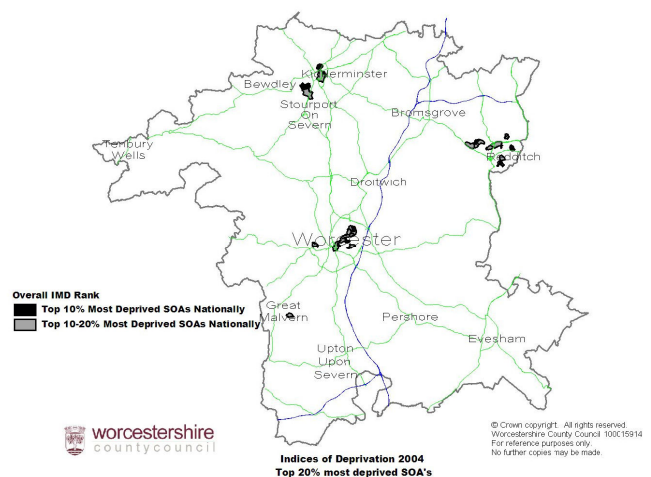 Kidderminster
Bewdley
Stourport
On
Severn
Bromsgrove
Tenbury
Wells
Redditch
Droitwich
Worcester
Overall IMD Rank
Top 10% Most Deprived SOAs Nationally
Top 10-20% Most Deprived SOAs Nationally
Great
Malvern
Pershore
Evesham
Upton
Upon
Severn
worcestershire
countycouncil
Indices of Deprivation 2004
Top 20% most deprived SOA's
© Crown copyright. All rights reserved.
Worcestershire County Council 100015914
For reference purposes only.
No further copies may be made.